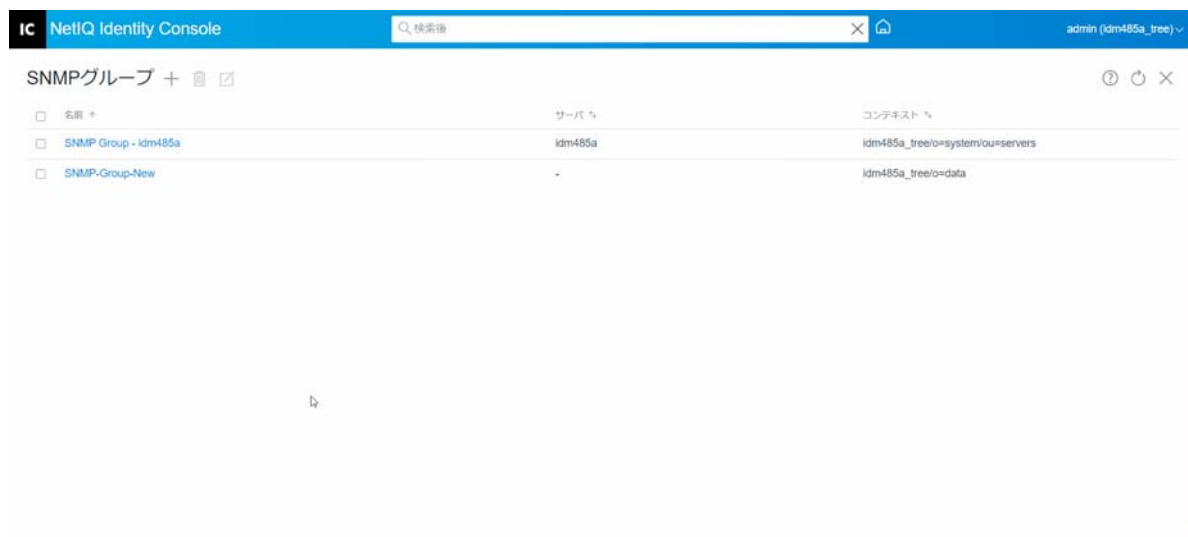 IC NetIQ Identity Console 検索後 admin (idm485a_tree)
SNMPグループ
名前 サーバ コンテキスト
SNMP Group - idm485a idm485a idm485a_tree/o=system/ou=servers
SNMP-Group-New - idm485a_tree/o=data